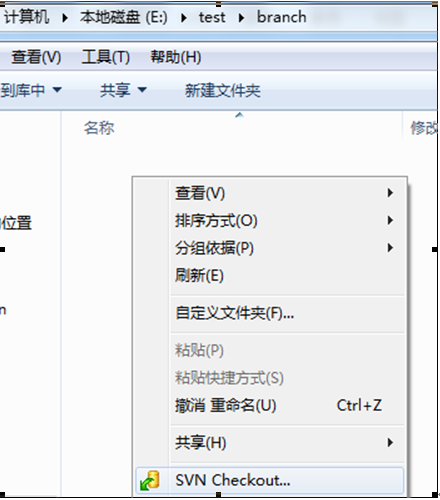 计算机 ▸ 本地磁盘 (E:) ▸ test ▸ branch
查看(V) 工具(T) 帮助(H)
到库中 ▼ 共享 ▼ 新建文件夹
名称 修改
位置
n
查看(V)
排序方式(O)
分组依据(P)
刷新(E)
自定义文件夹(F)...
粘贴(P)
粘贴快捷方式(S)
撤消 重命名(U) Ctrl+Z
共享(H)
SVN Checkout...